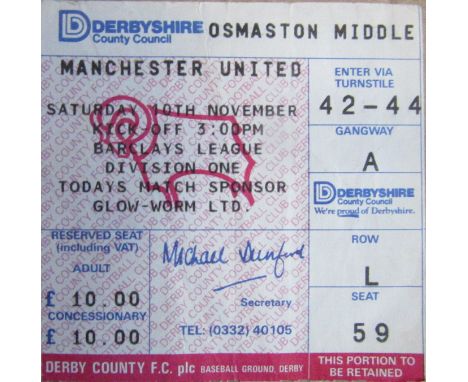 DERBYSHIRE
County Council
OSMASTON MIDDLE
MANCHESTER UNITED
SATURDAY 10TH NOVEMBER
KICK OFF 3:00PM
BARCLAYS LEAGUE
DIVISION ONE
TODAYS MATCH SPONSOR
GLOW-WORM LTD.
ENTER VIA
TURNSTILE
42-44
GANGWAY
A
DERBYSHIRE
County Council
We're proud of Derbyshire.
RESERVED SEAT
(including VAT)
ADULT
£ 10.00
CONCESSIONARY
£ 10.00
Michael Dunford
Secretary
TEL: (0332) 40105
ROW
L
SEAT
59
DERBY COUNTY F.C. plc BASEBALL GROUND, DERBY
THIS PORTION TO
BE RETAINED